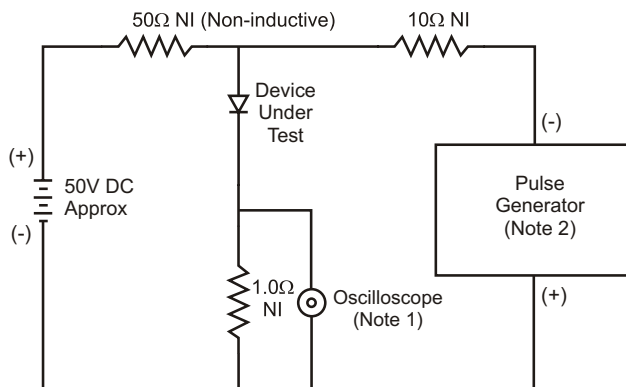 50Ω NI (Non-inductive)
10Ω NI
Device
Under
Test
(-)
(+)
50V DC
Approx
(-)
Pulse
Generator
(Note 2)
1.0Ω
NI
Oscilloscope
(Note 1)
(+)